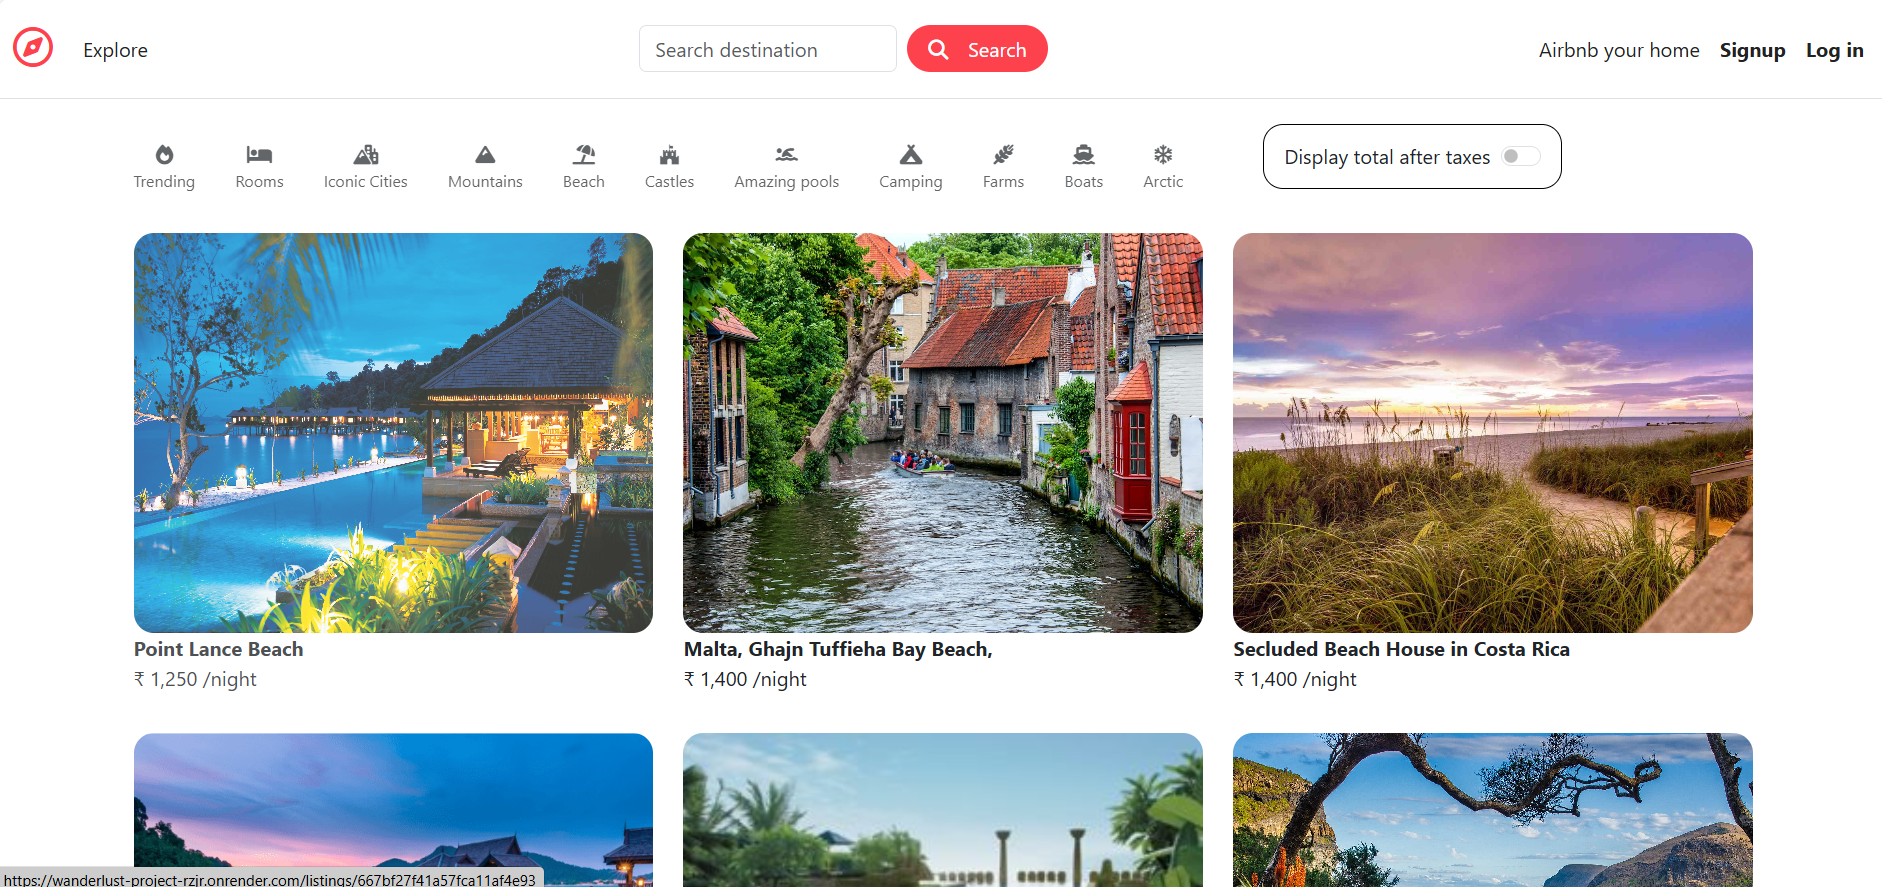 Explore
Search destination
Search
Airbnb your home
Signup
Log in
Trending
Rooms
Iconic Cities
Mountains
Beach
Castles
Amazing pools
Camping
Farms
Boats
Arctic
Display total after taxes
Point Lance Beach
₹ 1,250 /night
Malta, Ghajn Tuffieha Bay Beach,
₹ 1,400 /night
Secluded Beach House in Costa Rica
₹ 1,400 /night
https://wanderlust-project-rzjr.onrender.com/listings/667bf27f41a57fca11af4e93